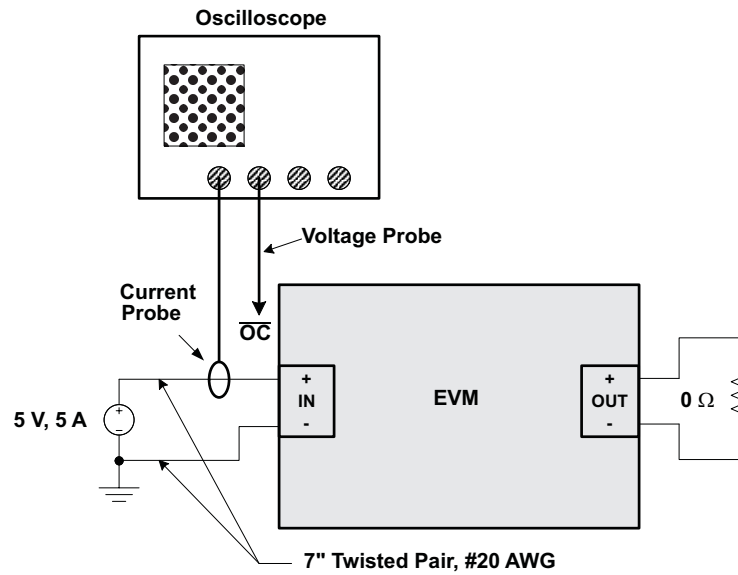 Oscilloscope
Voltage Probe
Current
Probe
OC
+
IN
-
EVM
+
OUT
-
0 Ω
5 V, 5 A
+
–
7" Twisted Pair, #20 AWG